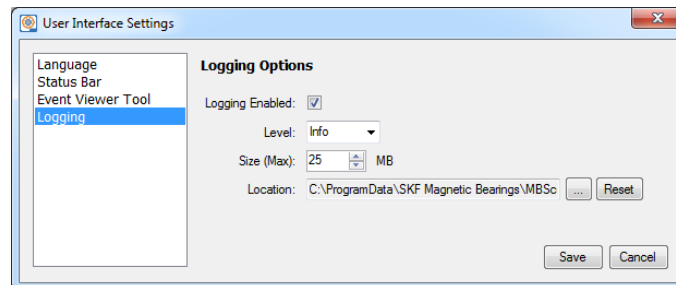 User Interface Settings
Language
Status Bar
Event Viewer Tool
Logging
Logging Options
Logging Enabled:
Level: Info
Size (Max): 25 MB
Location: C:\ProgramData\SKF Magnetic Bearings\MBSc ... Reset
Save Cancel